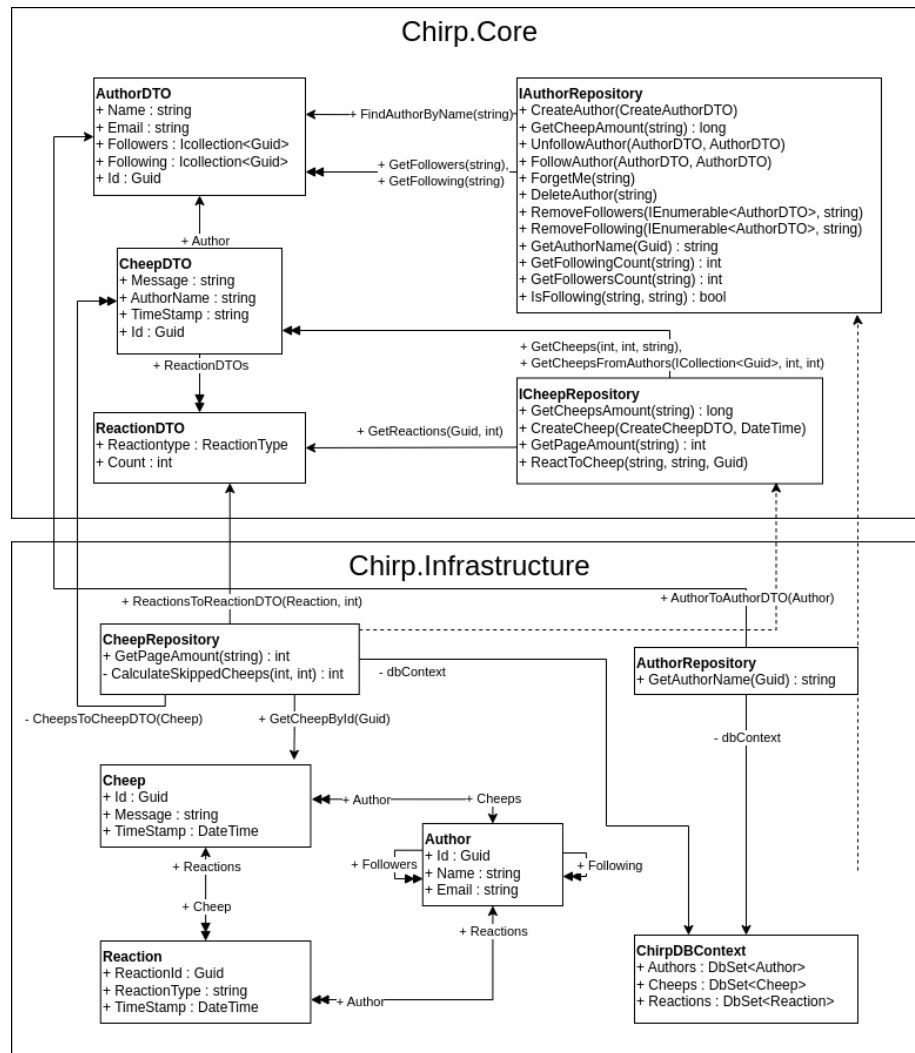 Chirp.Core
AuthorDTO
+ Name : string
+ Email : string
+ Followers : Icollection<Guid>
+ Following : Icollection<Guid>
+ Id : Guid
+ FindAuthorByName(string)
+ GetFollowers(string),
+ GetFollowing(string)
IAuthorRepository
+ CreateAuthor(CreateAuthorDTO)
+ GetCheepAmount(string) : long
+ UnfollowAuthor(AuthorDTO, AuthorDTO)
+ FollowAuthor(AuthorDTO, AuthorDTO)
+ ForgetMe(string)
+ DeleteAuthor(string)
+ RemoveFollowers(IEnumerable<AuthorDTO>, string)
+ RemoveFollowing(IEnumerable<AuthorDTO>, string)
+ GetAuthorName(Guid) : string
+ GetFollowingCount(string) : int
+ GetFollowersCount(string) : int
+ IsFollowing(string, string) : bool
+ Author
CheepDTO
+ Message : string
+ AuthorName : string
+ TimeStamp : string
+ Id : Guid
+ ReactionDTOs
+ GetCheeps(int, int, string),
+ GetCheepsFromAuthors(ICollection<Guid>, int, int)
ICheepRepository
+ GetCheepsAmount(string) : long
+ CreateCheep(CreateCheepDTO, DateTime)
+ GetPageAmount(string) : int
+ ReactToCheep(string, string, Guid)
ReactionDTO
+ Reactiontype : ReactionType
+ Count : int
+ GetReactions(Guid, int)
Chirp.Infrastructure
+ ReactionsToReactionDTO(Reaction, int)
+ AuthorToAuthorDTO(Author)
CheepRepository
+ GetPageAmount(string) : int
- CalculateSkippedCheeps(int, int) : int
- dbContext
AuthorRepository
+ GetAuthorName(Guid) : string
- CheepsToCheepDTO(Cheep)
+ GetCheepById(Guid)
- dbContext
Cheep
+ Id : Guid
+ Message : string
+ TimeStamp : DateTime
+ Author
+ Cheeps
Author
+ Id : Guid
+ Name : string
+ Email : string
+ Followers
+ Following
+ Reactions
+ Cheep
+ Reactions
Reaction
+ ReactionId : Guid
+ ReactionType : string
+ TimeStamp : DateTime
+ Author
ChirpDBContext
+ Authors : DbSet<Author>
+ Cheeps : DbSet<Cheep>
+ Reactions : DbSet<Reaction>